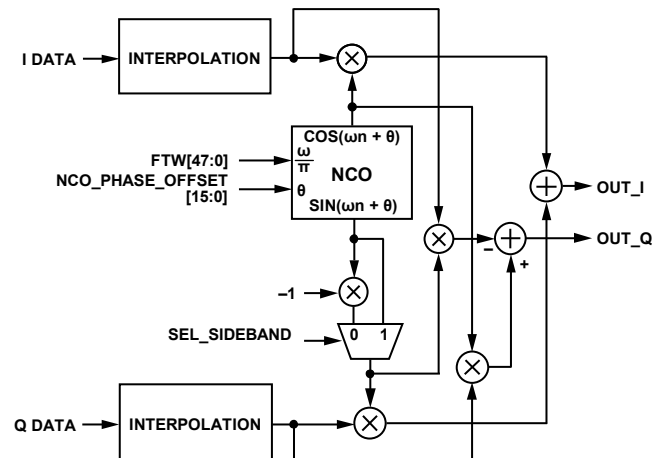 I DATA
INTERPOLATION
COS(ωn + θ)
FTW[47:0]
ω
π
NCO
NCO_PHASE_OFFSET
[15:0]
θ
SIN(ωn + θ)
OUT_I
OUT_Q
–
+
–1
0 1
SEL_SIDEBAND
Q DATA
INTERPOLATION